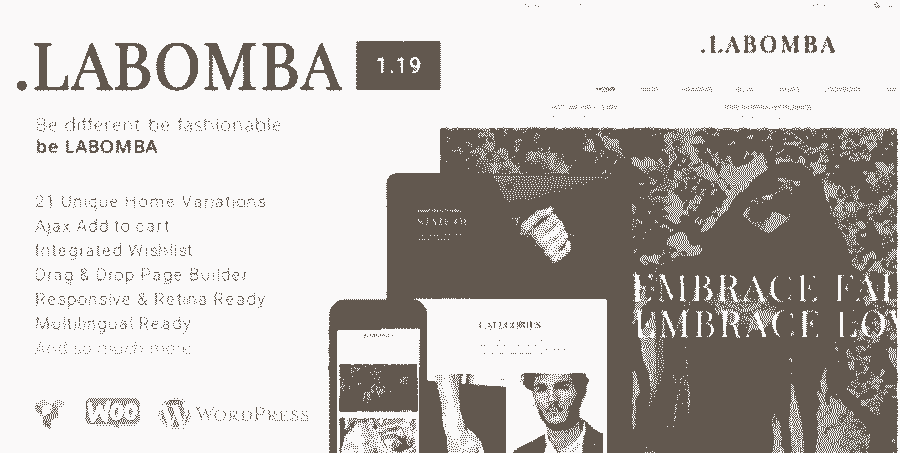 .LABOMBA 1.19
Be different be fashionable
be LABOMBA
21 Unique Home Variations
Ajax Add to cart
Integrated Wishlist
Drag & Drop Page Builder
Responsive & Retina Ready
Multilingual Ready
And so much more
Woo WORDPRESS
.LABOMBA
EMBRACE FAL
EMBRACE LOV
CATEGORIES